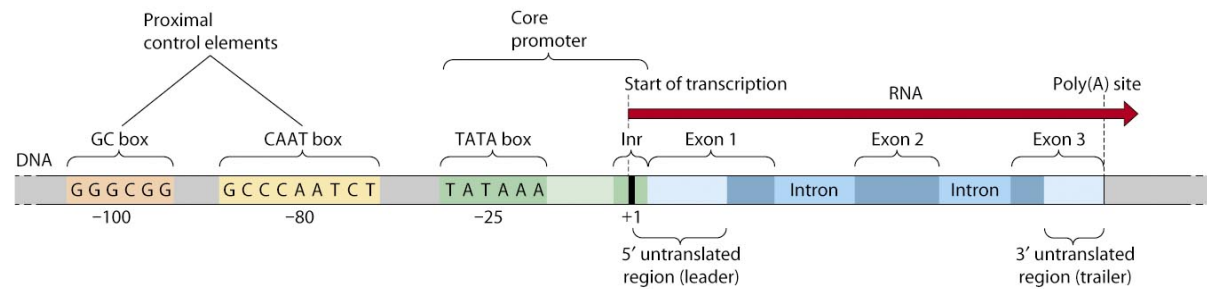 Proximal
control elements
Core
promoter
Start of transcription
Poly(A) site
RNA
DNA
GC box
CAAT box
TATA box
Inr
Exon 1
Exon 2
Exon 3
G G G C G G
G C C C A A T C T
T A T A A A
Intron
Intron
−100
−80
−25
+1
5′ untranslated
region (leader)
3′ untranslated
region (trailer)